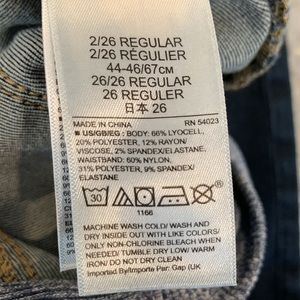 2/26 REGULAR
2/26 RÉGULIER
44-46/67CM
26/26 REGULAR
26 REGULER
日本 26
MADE IN CHINA RN 54023
■ US/GB/EG: BODY: 66% LYOCELL,
20% POLYESTER, 12% RAYON/
VISCOSE, 2% SPANDEX/ELASTANE,
WAISTBAND: 60% NYLON,
31% POLYESTER, 9% SPANDEX/
ELASTANE
30
1166
MACHINE WASH COLD/ WASH AND
DRY INSIDE OUT WITH LIKE COLORS/
ONLY NON-CHLORINE BLEACH WHEN
NEEDED/ TUMBLE DRY LOW/ WARM
IRON/ DO NOT DRY CLEAN
Imported By/Importe Par: Gap (UK